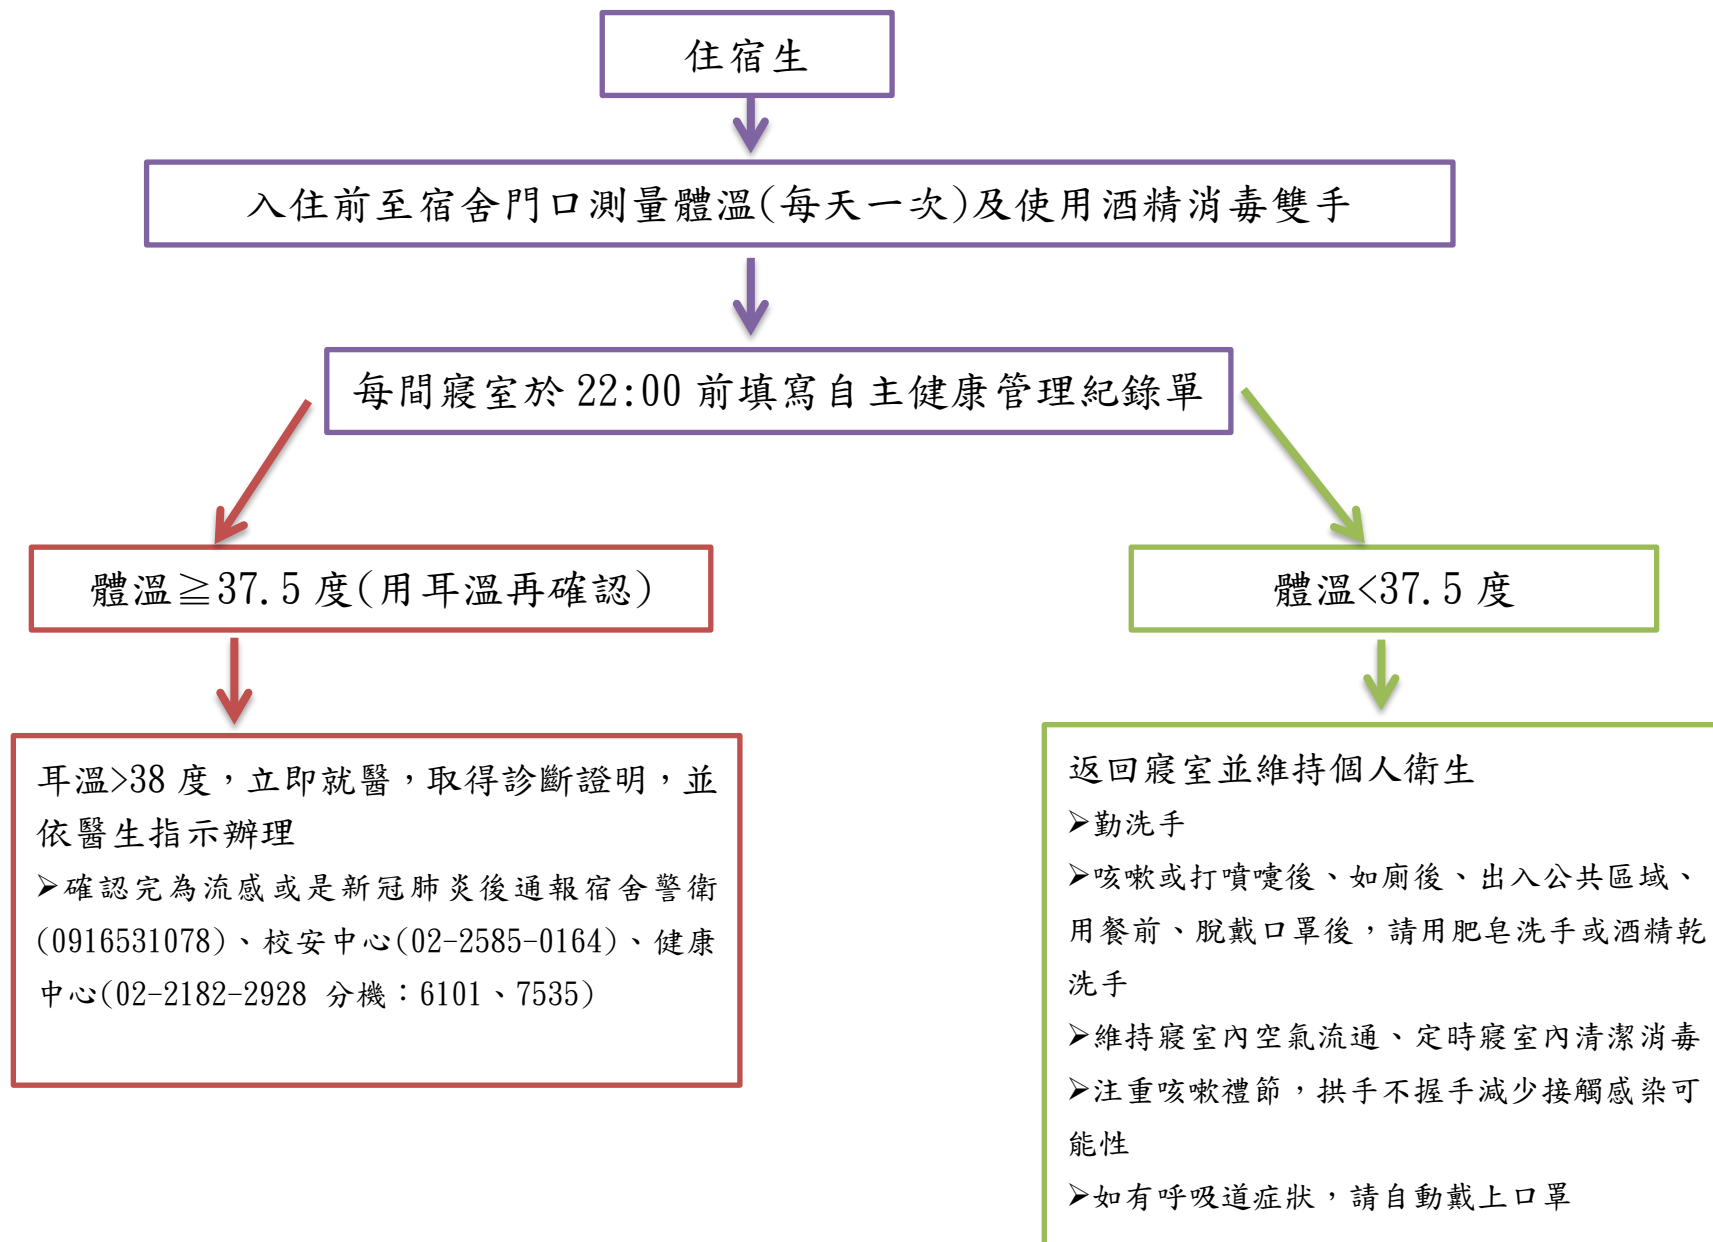 住宿生
入住前至宿舍門口測量體溫(每天一次)及使用酒精消毒雙手
每間寢室於 22:00 前填寫自主健康管理紀錄單
體溫≧37.5 度(用耳溫再確認)
耳溫>38 度，立即就醫，取得診斷證明，並
依醫生指示辦理
➤確認完為流感或是新冠肺炎後通報宿舍警衛
(0916531078)、校安中心(02-2585-0164)、健康
中心(02-2182-2928 分機：6101、7535)
體溫<37.5 度
返回寢室並維持個人衛生
➤勤洗手
➤咳嗽或打噴嚏後、如廁後、出入公共區域、
用餐前、脫戴口罩後，請用肥皂洗手或酒精乾
洗手
➤維持寢室內空氣流通、定時寢室內清潔消毒
➤注重咳嗽禮節，拱手不握手減少接觸感染可
能性
➤如有呼吸道症狀，請自動戴上口罩